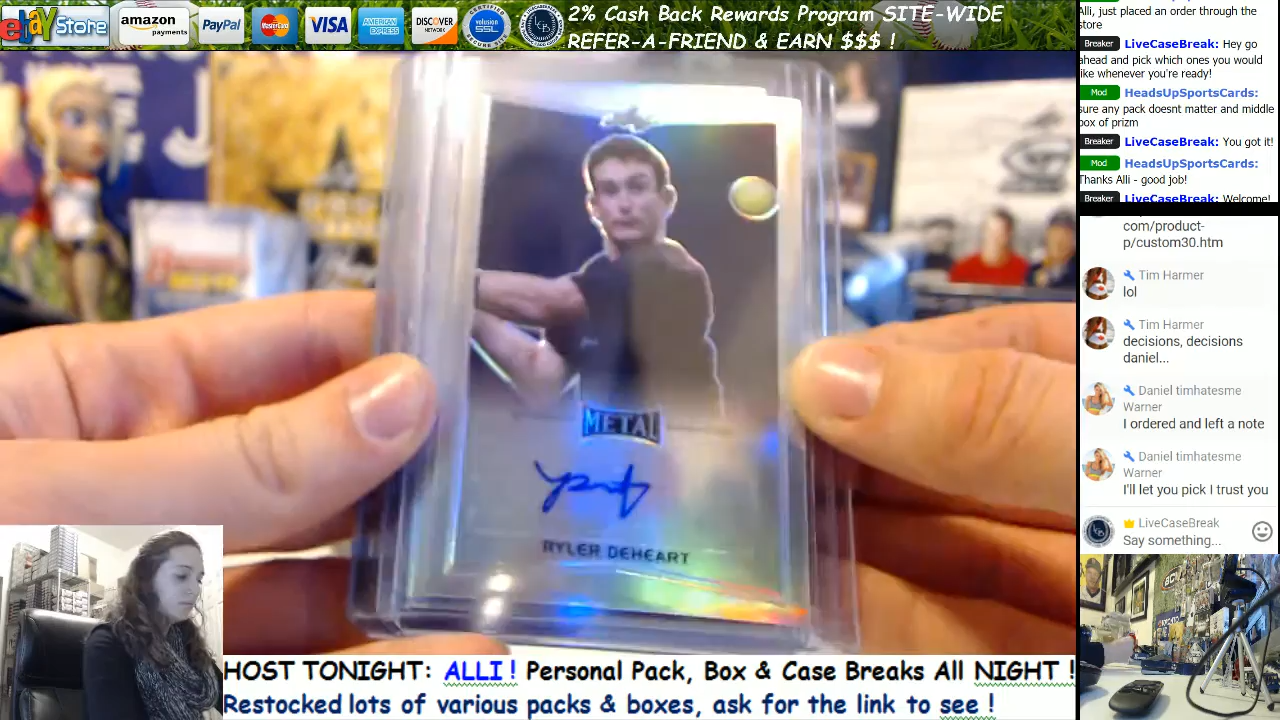 ebay Store
amazon
payments
PayPal
MasterCard
VISA
AMERICAN
EXPRESS
DISCOVER
NETWORK
CERTIFIED
volusion
SSL
SECURE SITE
LCB
2% Cash Back Rewards Program SITE-WIDE
REFER-A-FRIEND & EARN $$$ !
METAL
RYLER DEHEART
HOST TONIGHT: ALLI ! Personal Pack, Box & Case Breaks All NIGHT !
Restocked lots of various packs & boxes, ask for the link to see !
Alli, just placed an order through the
store
Breaker LiveCaseBreak: Hey go
ahead and pick which ones you would
like whenever you're ready!
Mod HeadsUpSportsCards:
sure any pack doesnt matter and middle
box of prizm
Breaker LiveCaseBreak: You got it!
Mod HeadsUpSportsCards:
Thanks Alli - good job!
Breaker LiveCaseBreak: Welcome!
com/product-
p/custom30.htm
Tim Harmer
lol
Tim Harmer
decisions, decisions
daniel...
Daniel timhatesme
Warner
I ordered and left a note
Daniel timhatesme
Warner
I'll let you pick I trust you
LiveCaseBreak
Say something...